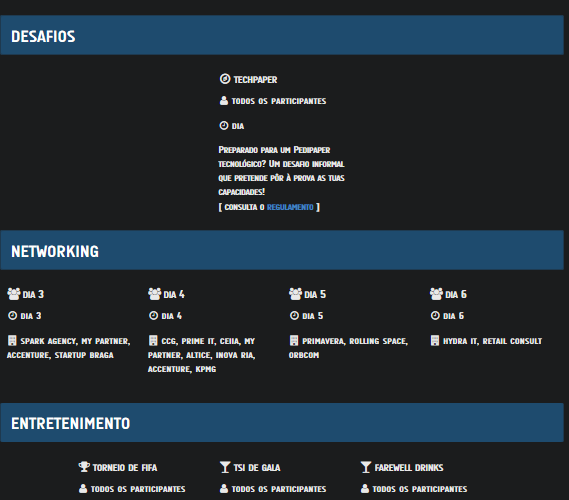 DESAFIOS
TECHPAPER
TODOS OS PARTICIPANTES
DIA
PREPARADO PARA UM PEDIPAPER
TECNOLÓGICO? UM DESAFIO INFORMAL
QUE PRETENDE PÔR À PROVA AS TUAS
CAPACIDADES!
[ CONSULTA O REGULAMENTO ]
NETWORKING
DIA 3
DIA 3
SPARK AGENCY, MY PARTNER,
ACCENTURE, STARTUP BRAGA
DIA 4
DIA 4
CCG, PRIME IT, CEIIA, MY
PARTNER, ALTICE, INOVA RIA,
ACCENTURE, KPMG
DIA 5
DIA 5
PRIMAVERA, ROLLING SPACE,
ORBCOM
DIA 6
DIA 6
HYDRA IT, RETAIL CONSULT
ENTRETENIMENTO
TORNEIO DE FIFA
TODOS OS PARTICIPANTES
TSI DE GALA
TODOS OS PARTICIPANTES
FAREWELL DRINKS
TODOS OS PARTICIPANTES